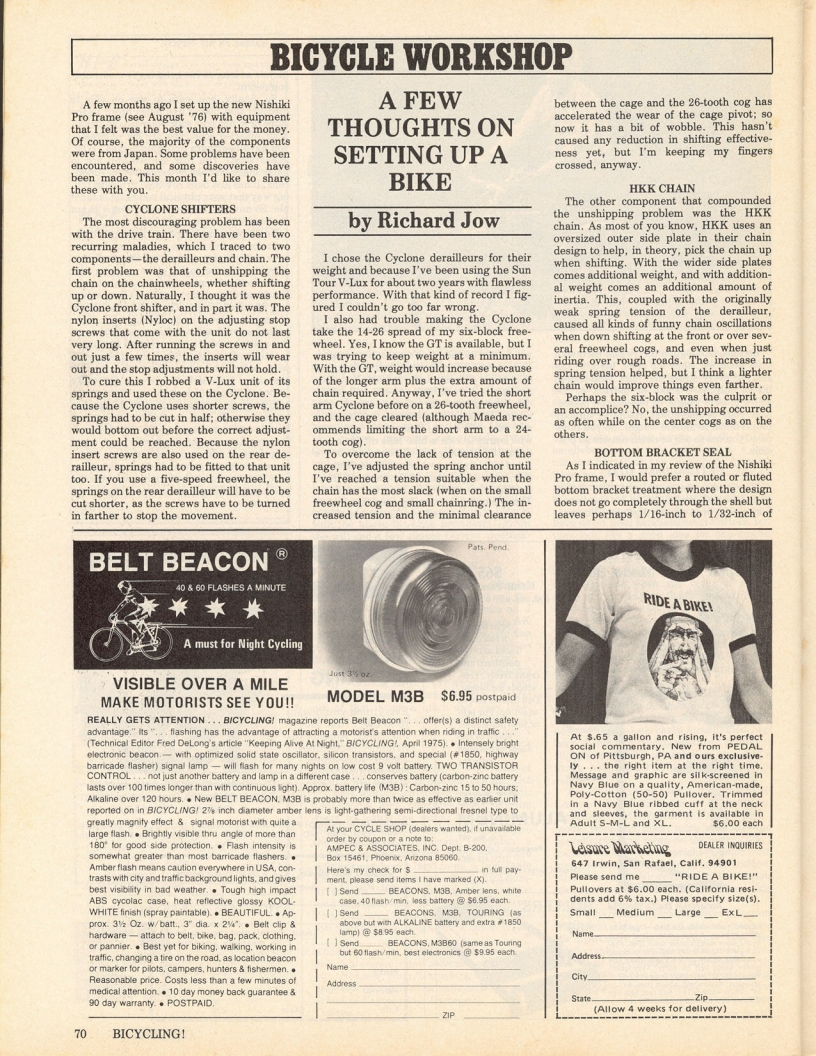 BICYCLE WORKSHOP
A few months ago I set up the new Nishiki
Pro frame (see August '76) with equipment
that I felt was the best value for the money.
Of course, the majority of the components
were from Japan. Some problems have been
encountered, and some discoveries have
been made. This month I'd like to share
these with you.
CYCLONE SHIFTERS
The most discouraging problem has been
with the drive train. There have been two
recurring maladies, which I traced to two
components—the derailleurs and chain. The
first problem was that of unshipping the
chain on the chainwheels, whether shifting
up or down. Naturally, I thought it was the
Cyclone front shifter, and in part it was. The
nylon inserts (Nyloc) on the adjusting stop
screws that come with the unit do not last
very long. After running the screws in and
out just a few times, the inserts will wear
out and the stop adjustments will not hold.
To cure this I robbed a V-Lux unit of its
springs and used these on the Cyclone. Be-
cause the Cyclone uses shorter screws, the
springs had to be cut in half; otherwise they
would bottom out before the correct adjust-
ment could be reached. Because the nylon
insert screws are also used on the rear de-
railleur, springs had to be fitted to that unit
too. If you use a five-speed freewheel, the
springs on the rear derailleur will have to be
cut shorter, as the screws have to be turned
in farther to stop the movement.
A FEW
THOUGHTS ON
SETTING UP A
BIKE
by Richard Jow
I chose the Cyclone derailleurs for their
weight and because I've been using the Sun
Tour V-Lux for about two years with flawless
performance. With that kind of record I fig-
ured I couldn't go too far wrong.
I also had trouble making the Cyclone
take the 14-26 spread of my six-block free-
wheel. Yes, I know the GT is available, but I
was trying to keep weight at a minimum.
With the GT, weight would increase because
of the longer arm plus the extra amount of
chain required. Anyway, I've tried the short
arm Cyclone before on a 26-tooth freewheel,
and the cage cleared (although Maeda rec-
ommends limiting the short arm to a 24-
tooth cog).
To overcome the lack of tension at the
cage, I've adjusted the spring anchor until
I've reached a tension suitable when the
chain has the most slack (when on the small
freewheel cog and small chainring.) The in-
creased tension and the minimal clearance
between the cage and the 26-tooth cog has
accelerated the wear of the cage pivot; so
now it has a bit of wobble. This hasn't
caused any reduction in shifting effective-
ness yet, but I'm keeping my fingers
crossed, anyway.
HKK CHAIN
The other component that compounded
the unshipping problem was the HKK
chain. As most of you know, HKK uses an
oversized outer side plate in their chain
design to help, in theory, pick the chain up
when shifting. With the wider side plates
comes additional weight, and with addition-
al weight comes an additional amount of
inertia. This, coupled with the originally
weak spring tension of the derailleur,
caused all kinds of funny chain oscillations
when down shifting at the front or over sev-
eral freewheel cogs, and even when just
riding over rough roads. The increase in
spring tension helped, but I think a lighter
chain would improve things even farther.
Perhaps the six-block was the culprit or
an accomplice? No, the unshipping occurred
as often while on the center cogs as on the
others.
BOTTOM BRACKET SEAL
As I indicated in my review of the Nishiki
Pro frame, I would prefer a routed or fluted
bottom bracket treatment where the design
does not go completely through the shell but
leaves perhaps 1/16-inch to 1/32-inch of
BELT BEACON ®
40 & 60 FLASHES A MINUTE
A must for Night Cycling
Pats. Pend.
Just 3½ oz.
VISIBLE OVER A MILE
MAKE MOTORISTS SEE YOU!!
MODEL M3B $6.95 postpaid
REALLY GETS ATTENTION . . . BICYCLING! magazine reports Belt Beacon ". . . offer(s) a distinct safety
advantage." Its ". . . flashing has the advantage of attracting a motorist's attention when riding in traffic . . ."
(Technical Editor Fred DeLong's article "Keeping Alive At Night," BICYCLING!, April 1975). • Intensely bright
electronic beacon — with optimized solid state oscillator, silicon transistors, and special (#1850, highway
barricade flasher) signal lamp — will flash for many nights on low cost 9 volt battery. TWO TRANSISTOR
CONTROL . . . not just another battery and lamp in a different case . . . conserves battery (carbon-zinc battery
lasts over 100 times longer than with continuous light). Approx. battery life (M3B): Carbon-zinc 15 to 50 hours;
Alkaline over 120 hours. • New BELT BEACON, M3B is probably more than twice as effective as earlier unit
reported on in BICYCLING! 2⅞ inch diameter amber lens is light-gathering semi-directional fresnel type to
greatly magnify effect & signal motorist with quite a
large flash. • Brightly visible thru angle of more than
180° for good side protection. • Flash intensity is
somewhat greater than most barricade flashers. •
Amber flash means caution everywhere in USA, con-
trasts with city and traffic background lights, and gives
best visibility in bad weather. • Tough high impact
ABS cycolac case, heat reflective glossy KOOL-
WHITE finish (spray paintable). • BEAUTIFUL. • Ap-
prox. 3½ Oz. w/batt., 3" dia. x 2¼". • Belt clip &
hardware — attach to belt, bike, bag, pack, clothing,
or pannier. • Best yet for biking, walking, working in
traffic, changing a tire on the road, as location beacon
or marker for pilots, campers, hunters & fishermen. •
Reasonable price. Costs less than a few minutes of
medical attention. • 10 day money back guarantee &
90 day warranty. • POSTPAID.
At your CYCLE SHOP (dealers wanted), if unavailable
order by coupon or a note to:
AMPEC & ASSOCIATES, INC. Dept. B-200,
Box 15461, Phoenix, Arizona 85060.
Here's my check for $ ____ in full pay-
ment, please send items I have marked (X).
[ ] Send ____ BEACONS, M3B, Amber lens, white
case, 40 flash/min. less battery @ $6.95 each.
[ ] Send ____ BEACONS, M3B, TOURING (as
above but with ALKALINE battery and extra #1850
lamp) @ $8.95 each.
[ ] Send ____ BEACONS, M3B60 (same as Touring
but 60 flash/min, best electronics @ $9.95 each.
Name
Address
ZIP
RIDE A BIKE!
At $.65 a gallon and rising, it's perfect
social commentary. New from PEDAL
ON of Pittsburgh, PA and ours exclusive-
ly . . . the right item at the right time.
Message and graphic are silk-screened in
Navy Blue on a quality, American-made,
Poly-Cotton (50-50) Pullover. Trimmed
in a Navy Blue ribbed cuff at the neck
and sleeves, the garment is available in
Adult S-M-L and XL. $6.00 each
Leisure Marketing DEALER INQUIRIES
647 Irwin, San Rafael, Calif. 94901
Please send me ____ "RIDE A BIKE!"
Pullovers at $6.00 each. (California resi-
dents add 6% tax.) Please specify size(s).
Small __ Medium __ Large __ Ex L __
Name
Address
City
State Zip
(Allow 4 weeks for delivery)
70 BICYCLING!